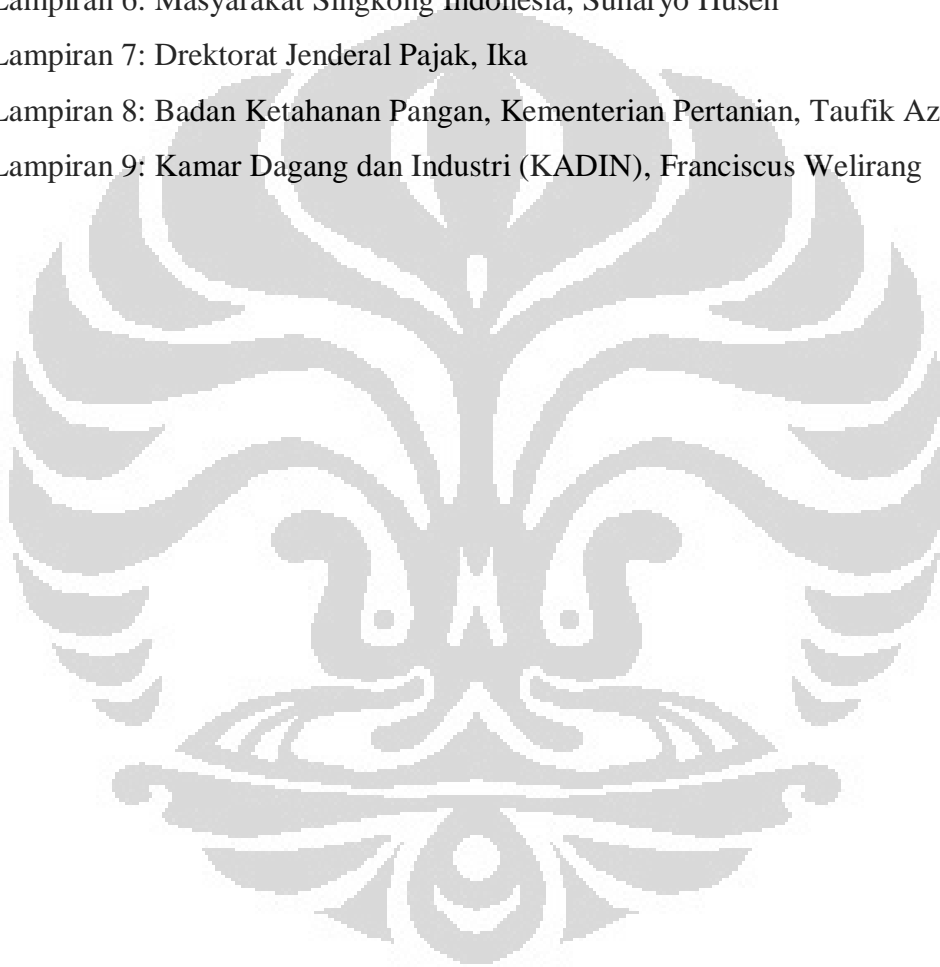 Lampiran 6: Masyarakat Singkong Indonesia, Suharyo Husen
Lampiran 7: Drektorat Jenderal Pajak, Ika
Lampiran 8: Badan Ketahanan Pangan, Kementerian Pertanian, Taufik Az
Lampiran 9: Kamar Dagang dan Industri (KADIN), Franciscus Welirang